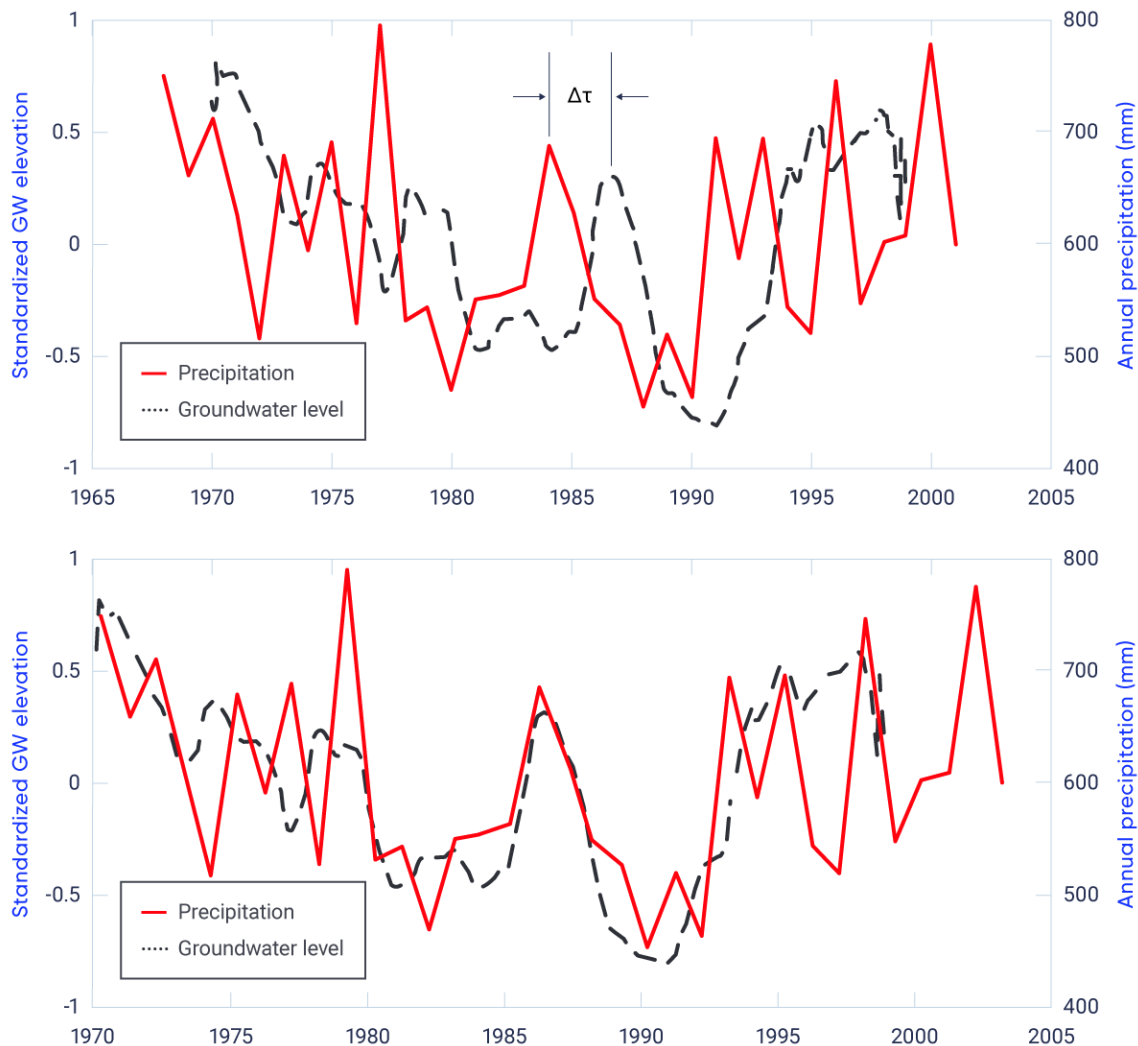 1
0.5
0
-0.5
-1
Standardized GW elevation
800
700
600
500
400
Annual precipitation (mm)
Δτ
Precipitation
Groundwater level
1965 1970 1975 1980 1985 1990 1995 2000 2005
1
0.5
0
-0.5
-1
Standardized GW elevation
800
700
600
500
400
Annual precipitation (mm)
Precipitation
Groundwater level
1970 1975 1980 1985 1990 1995 2000 2005